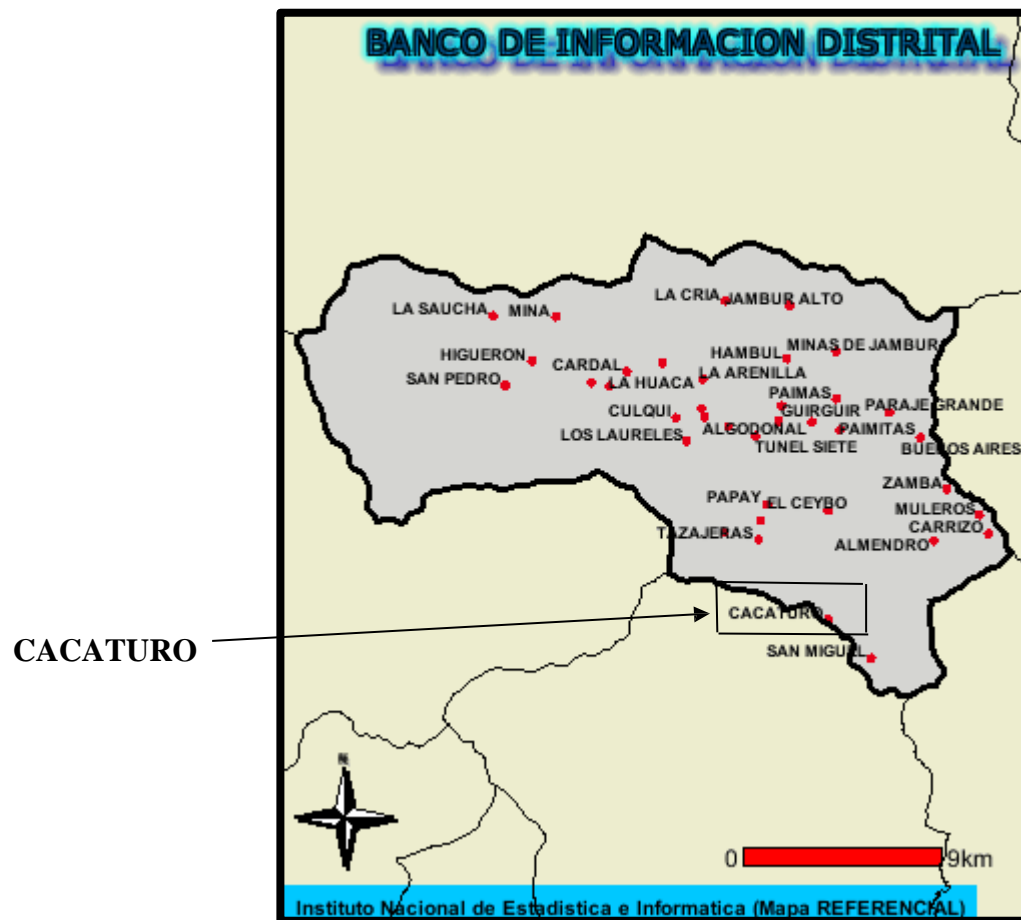 BANCO DE INFORMACION DISTRITAL
LA CRIA
JAMBUR ALTO
LA SAUCHA
MINA
MINAS DE JAMBUR
HIGUERON
CARDAL
HAMBUL
LA ARENILLA
SAN PEDRO
LA HUACA
PAIMAS
CULQUI
GUIRGUIR
PARAJE GRANDE
LOS LAURELES
ALGODONAL
PAIMITAS
TUNEL SIETE
BUENOS AIRES
ZAMBA
PAPAY
EL CEYBO
MULEROS
TAZAJERAS
CARRIZO
ALMENDRO
CACATURO
CACATURO
SAN MIGUEL
N
0
9km
Instituto Nacional de Estadistica e Informatica (Mapa REFERENCIAL)